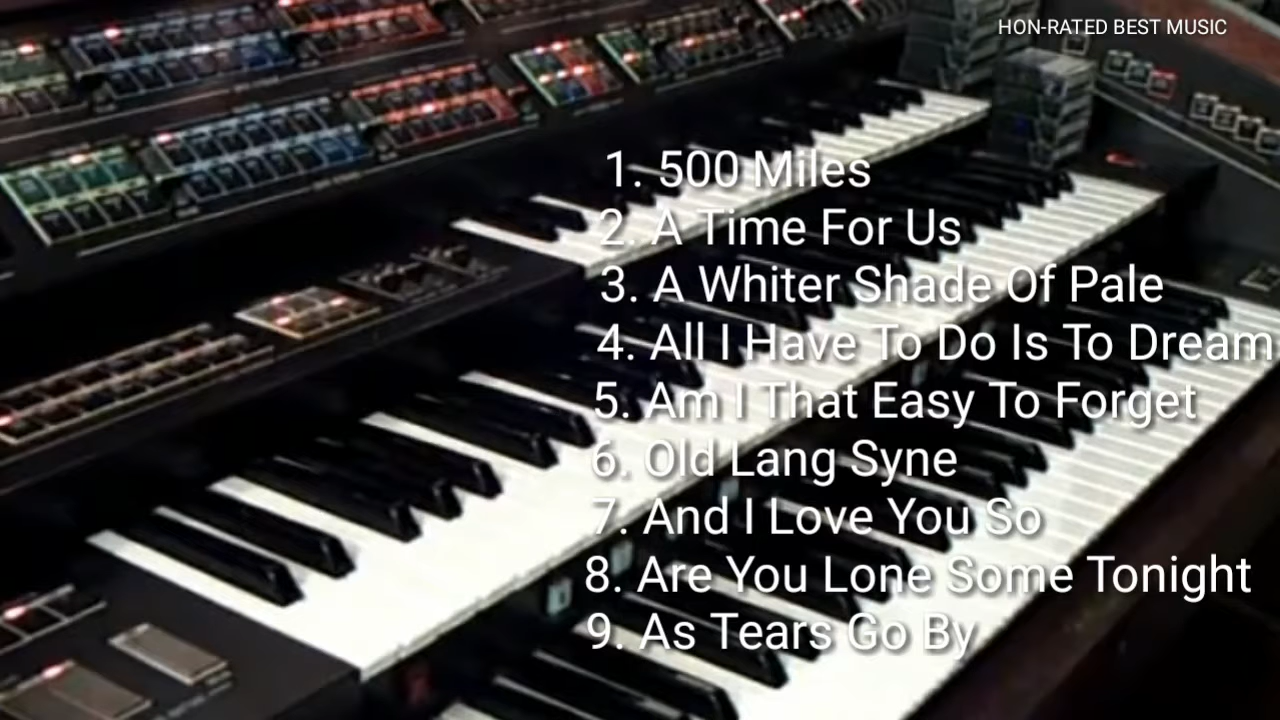 HON-RATED BEST MUSIC
1. 500 Miles
2. A Time For Us
3. A Whiter Shade Of Pale
4. All I Have To Do Is To Dream
5. Am I That Easy To Forget
6. Old Lang Syne
7. And I Love You So
8. Are You Lone Some Tonight
9. As Tears Go By